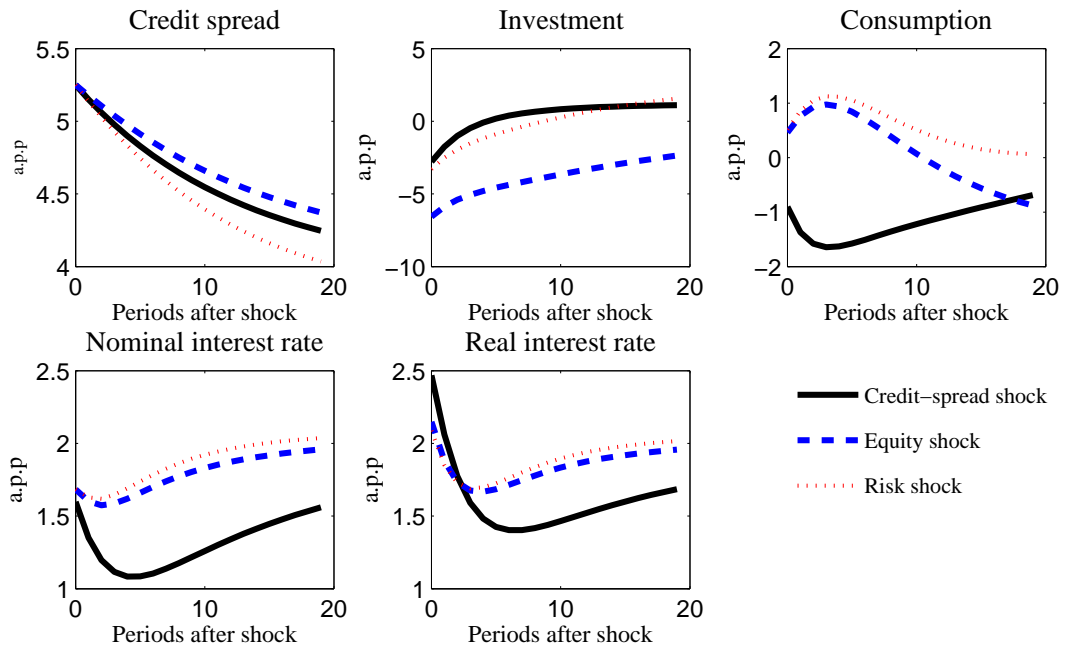 Credit spread
5.5
5
4.5
4
a.p.p
0 10 20
Periods after shock
Investment
5
0
−5
−10
a.p.p
0 10 20
Periods after shock
Consumption
2
1
0
−1
−2
a.p.p
0 10 20
Periods after shock
Nominal interest rate
2.5
2
1.5
1
a.p.p
0 10 20
Periods after shock
Real interest rate
2.5
2
1.5
1
a.p.p
0 10 20
Periods after shock
Credit−spread shock
Equity shock
Risk shock